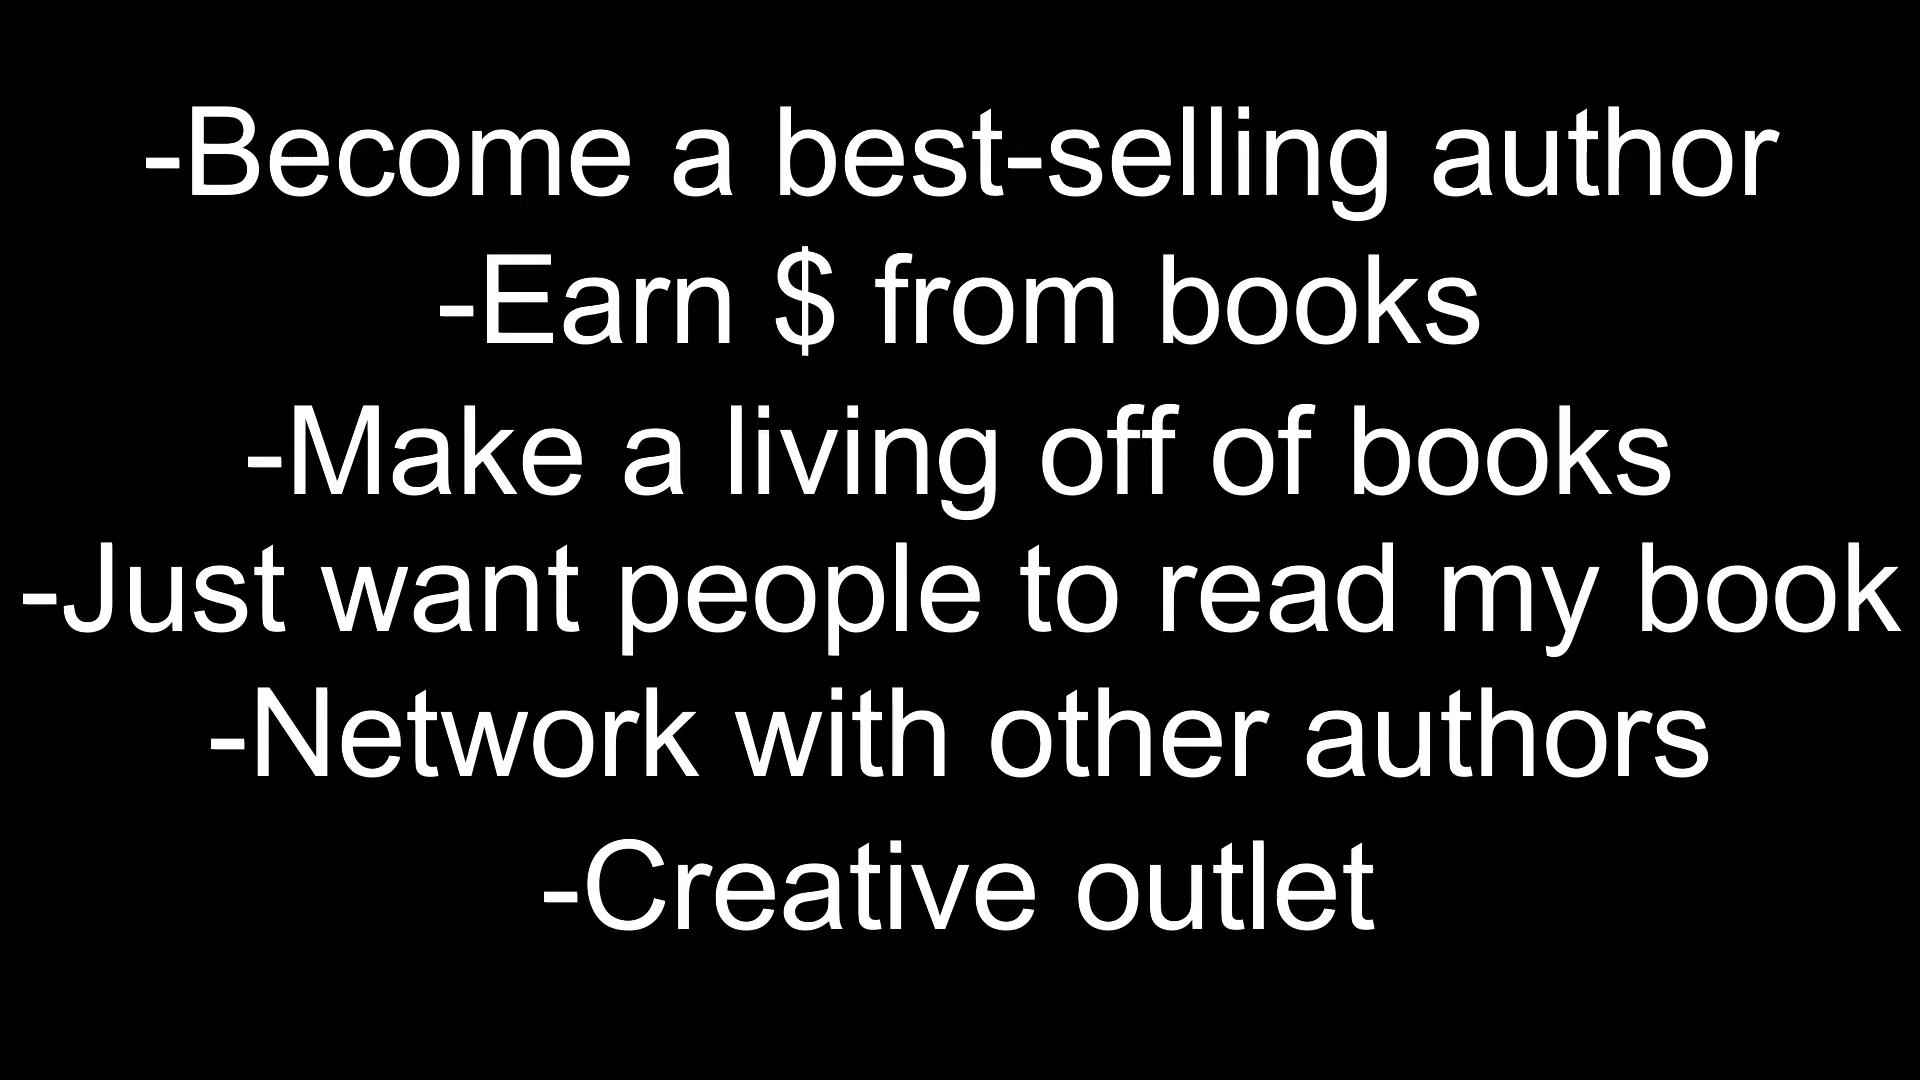 -Become a best-selling author
-Earn $ from books
-Make a living off of books
-Just want people to read my book
-Network with other authors
-Creative outlet